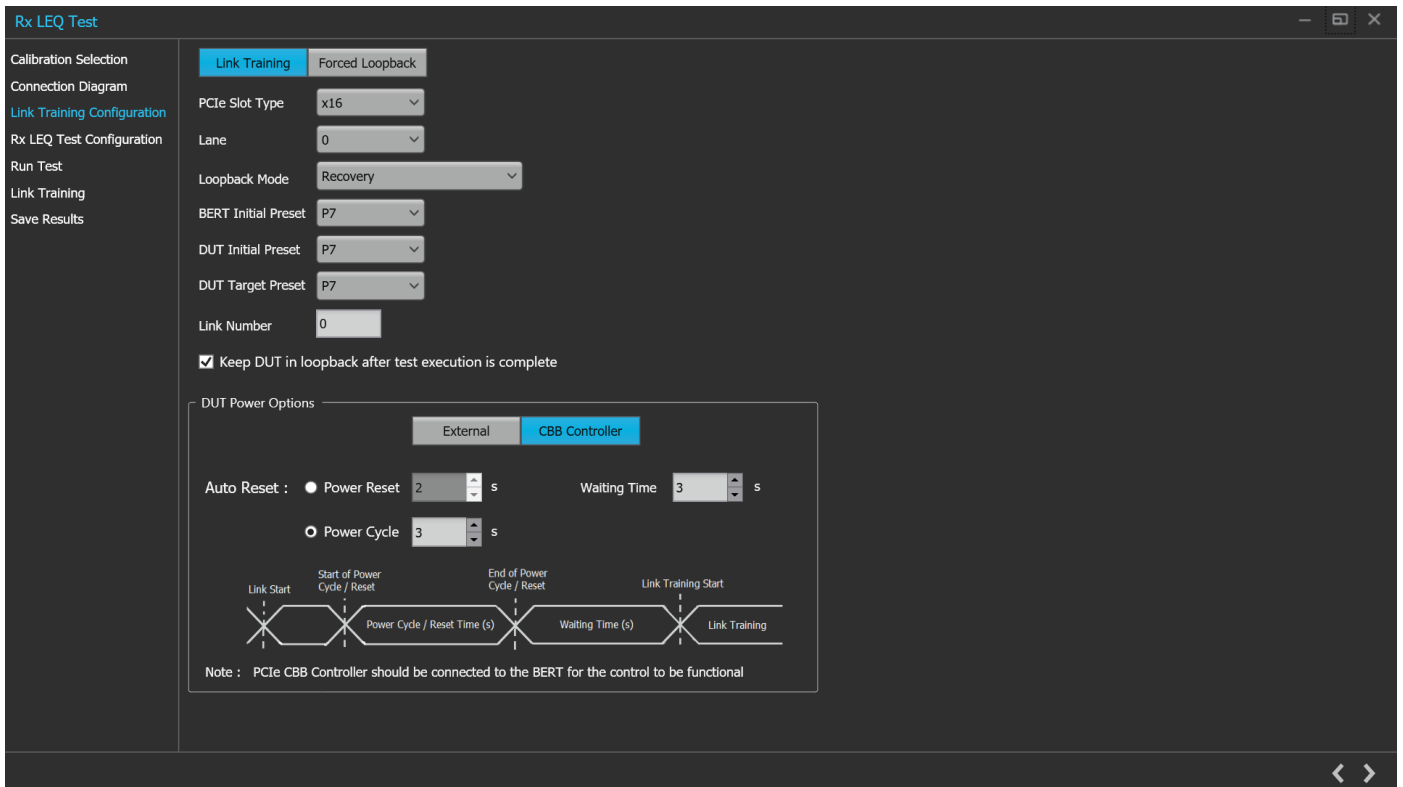 Rx LEQ Test
Calibration Selection
Connection Diagram
Link Training Configuration
Rx LEQ Test Configuration
Run Test
Link Training
Save Results
Link Training Forced Loopback
PCIe Slot Type x16
Lane 0
Loopback Mode Recovery
BERT Initial Preset P7
DUT Initial Preset P7
DUT Target Preset P7
Link Number 0
Keep DUT in loopback after test execution is complete
DUT Power Options
External CBB Controller
Auto Reset : Power Reset 2 s Waiting Time 3 s
Power Cycle 3 s
Link Start
Start of Power
Cycle / Reset
End of Power
Cycle / Reset
Link Training Start
Power Cycle / Reset Time (s) Waiting Time (s) Link Training
Note : PCIe CBB Controller should be connected to the BERT for the control to be functional